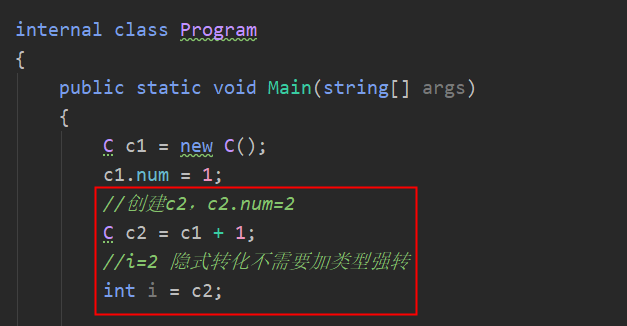 internal class Program
{
public static void Main(string[] args)
{
C c1 = new C();
c1.num = 1;
//创建c2，c2.num=2
C c2 = c1 + 1;
//i=2 隐式转化不需要加类型强转
int i = c2;